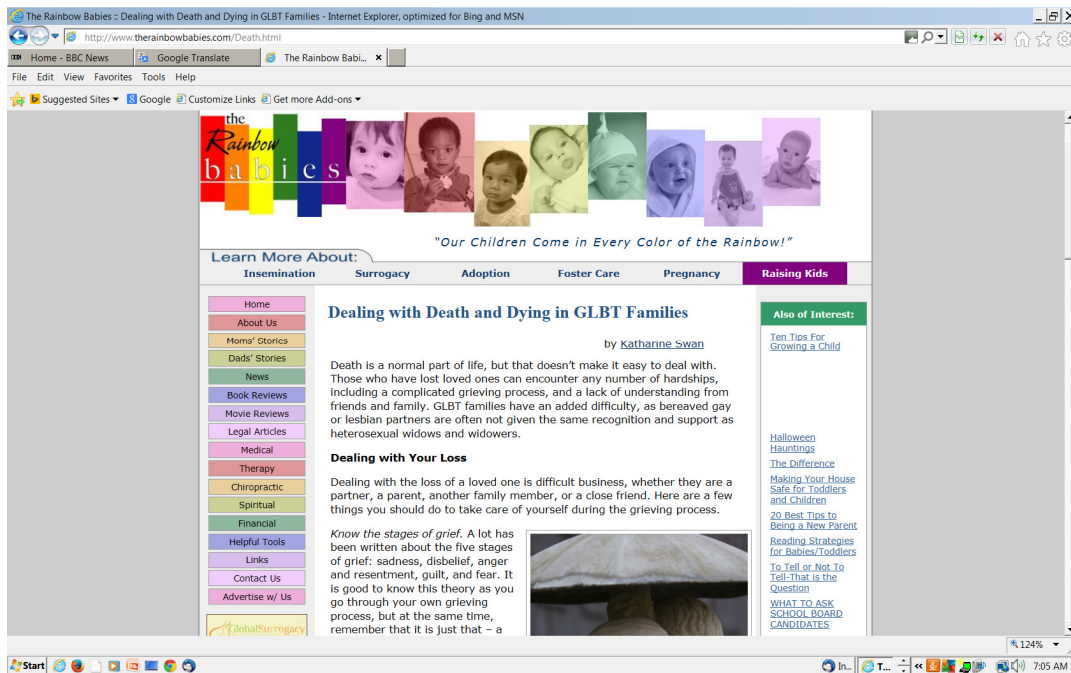 The Rainbow Babies :: Dealing with Death and Dying in GLBT Families - Internet Explorer, optimized for Bing and MSN
http://www.therainbowbabies.com/Death.html
Home - BBC News
Google Translate
The Rainbow Babi...
File Edit View Favorites Tools Help
Suggested Sites
Google
Customize Links
Get more Add-ons
the
Rainbow
babies
"Our Children Come in Every Color of the Rainbow!"
Learn More About:
Insemination Surrogacy Adoption Foster Care Pregnancy Raising Kids
Home
About Us
Moms' Stories
Dads' Stories
News
Book Reviews
Movie Reviews
Legal Articles
Medical
Therapy
Chiropractic
Spiritual
Financial
Helpful Tools
Links
Contact Us
Advertise w/ Us
GlobalSurrogacy
Dealing with Death and Dying in GLBT Families
by Katharine Swan
Death is a normal part of life, but that doesn't make it easy to deal with.
Those who have lost loved ones can encounter any number of hardships,
including a complicated grieving process, and a lack of understanding from
friends and family. GLBT families have an added difficulty, as bereaved gay
or lesbian partners are often not given the same recognition and support as
heterosexual widows and widowers.
Dealing with Your Loss
Dealing with the loss of a loved one is difficult business, whether they are a
partner, a parent, another family member, or a close friend. Here are a few
things you should do to take care of yourself during the grieving process.
Know the stages of grief. A lot has
been written about the five stages
of grief: sadness, disbelief, anger
and resentment, guilt, and fear. It
is good to know this theory as you
go through your own grieving
process, but at the same time,
remember that it is just that – a
Also of Interest:
Ten Tips For
Growing a Child
Halloween
Hauntings
The Difference
Making Your House
Safe for Toddlers
and Children
20 Best Tips to
Being a New Parent
Reading Strategies
for Babies/Toddlers
To Tell or Not To
Tell-That is the
Question
WHAT TO ASK
SCHOOL BOARD
CANDIDATES
124%
Start
In...
T...
7:05 AM